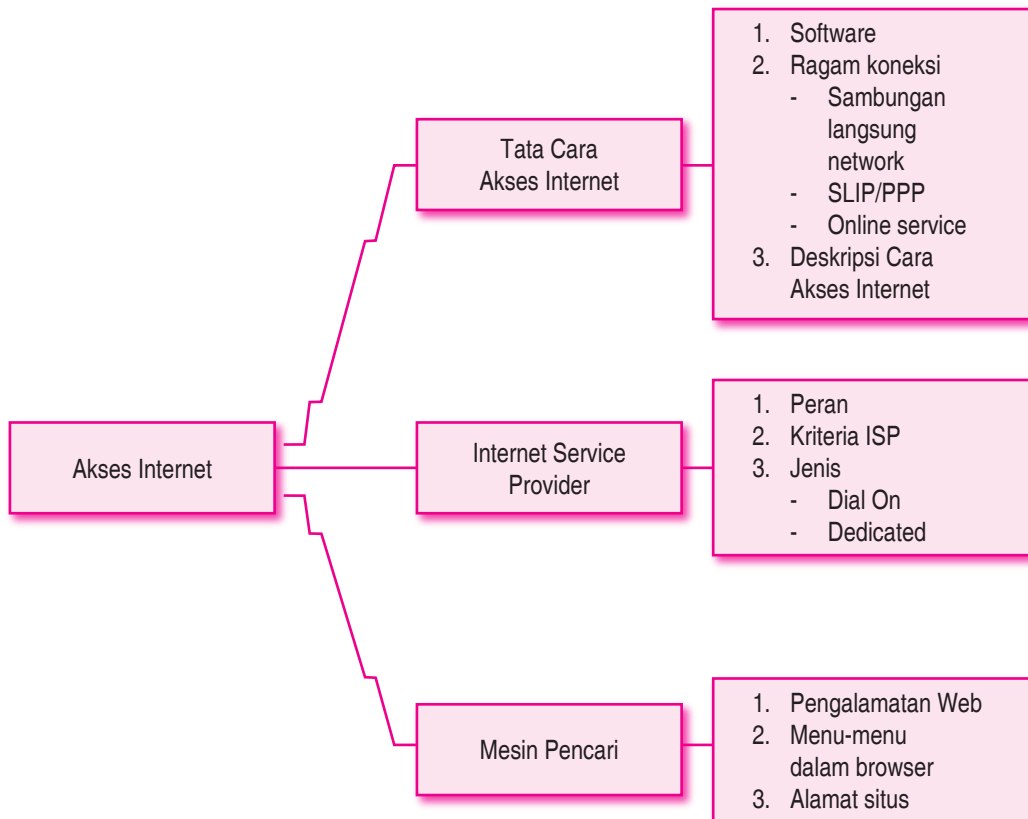 Akses Internet
Tata Cara
Akses Internet
1. Software
2. Ragam koneksi
- Sambungan
langsung
network
- SLIP/PPP
- Online service
3. Deskripsi Cara
Akses Internet
Internet Service
Provider
1. Peran
2. Kriteria ISP
3. Jenis
- Dial On
- Dedicated
Mesin Pencari
1. Pengalamatan Web
2. Menu-menu
dalam browser
3. Alamat situs